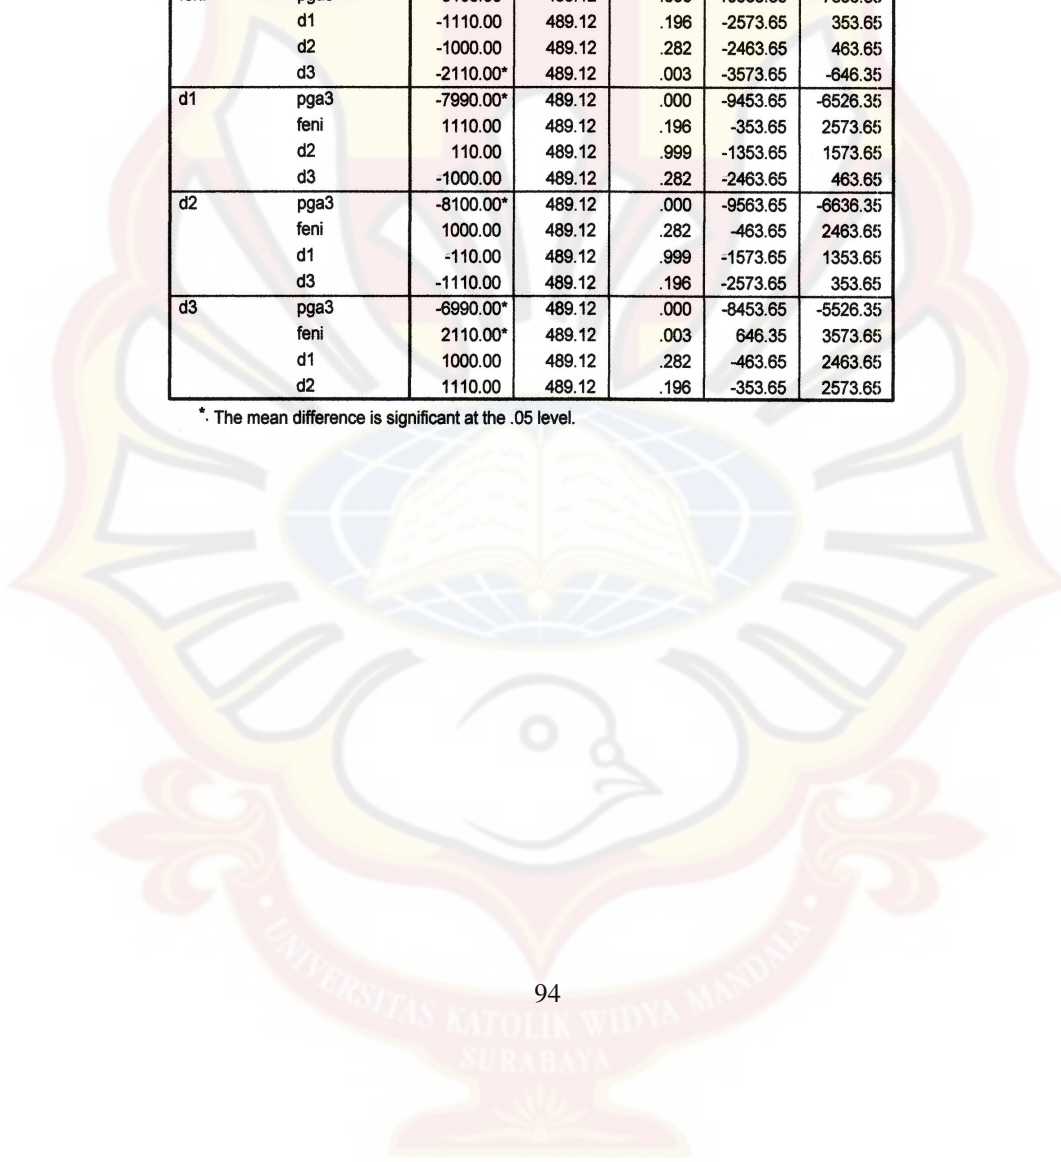 d1 -1110.00 489.12 .196 -2573.65 353.65
d2 -1000.00 489.12 .282 -2463.65 463.65
d3 -2110.00* 489.12 .003 -3573.65 -646.35
d1 pga3 -7990.00* 489.12 .000 -9453.65 -6526.35
feni 1110.00 489.12 .196 -353.65 2573.65
d2 110.00 489.12 .999 -1353.65 1573.65
d3 -1000.00 489.12 .282 -2463.65 463.65
d2 pga3 -8100.00* 489.12 .000 -9563.65 -6636.35
feni 1000.00 489.12 .282 -463.65 2463.65
d1 -110.00 489.12 .999 -1573.65 1353.65
d3 -1110.00 489.12 .196 -2573.65 353.65
d3 pga3 -6990.00* 489.12 .000 -8453.65 -5526.35
feni 2110.00* 489.12 .003 646.35 3573.65
d1 1000.00 489.12 .282 -463.65 2463.65
d2 1110.00 489.12 .196 -353.65 2573.65
*. The mean difference is significant at the .05 level.
94
UNIVERSITAS KATOLIK WIDYA MANDALA
SURABAYA